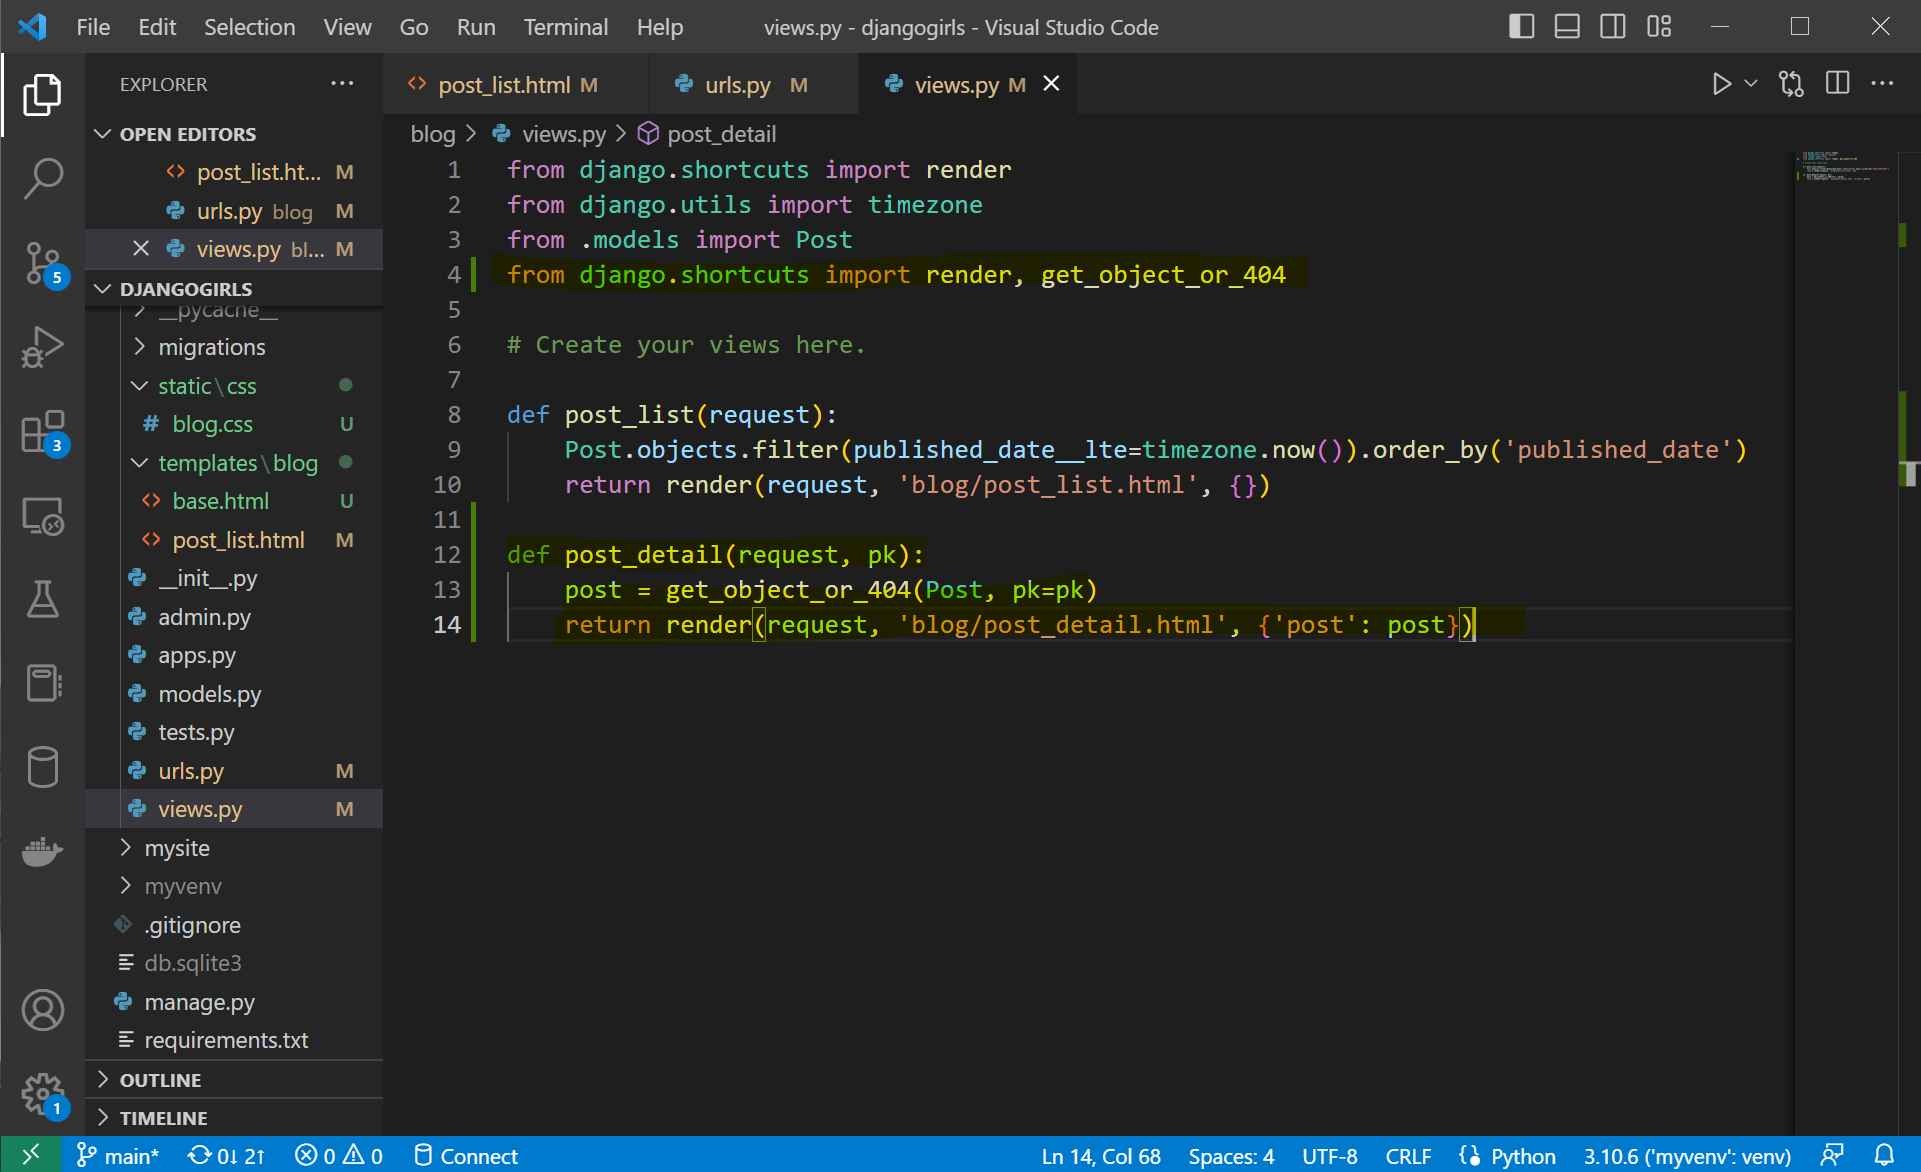 File Edit Selection View Go Run Terminal Help views.py - djangogirls - Visual Studio Code
EXPLORER ···
post_list.html M urls.py M views.py M
blog > views.py > post_detail
OPEN EDITORS
post_list.ht... M
urls.py blog M
views.py bl... M
DJANGOGIRLS
__pycache__
migrations
static\css
# blog.css U
templates\blog
base.html U
post_list.html M
__init__.py
admin.py
apps.py
models.py
tests.py
urls.py M
views.py M
mysite
myvenv
.gitignore
db.sqlite3
manage.py
requirements.txt
OUTLINE
TIMELINE
5
3
1
1 from django.shortcuts import render
2 from django.utils import timezone
3 from .models import Post
4 from django.shortcuts import render, get_object_or_404
5
6 # Create your views here.
7
8 def post_list(request):
9 Post.objects.filter(published_date__lte=timezone.now()).order_by('published_date')
10 return render(request, 'blog/post_list.html', {})
11
12 def post_detail(request, pk):
13 post = get_object_or_404(Post, pk=pk)
14 return render(request, 'blog/post_detail.html', {'post': post})
main* 0↓ 2↑ 0 0 Connect Ln 14, Col 68 Spaces: 4 UTF-8 CRLF Python 3.10.6 ('myvenv': venv)